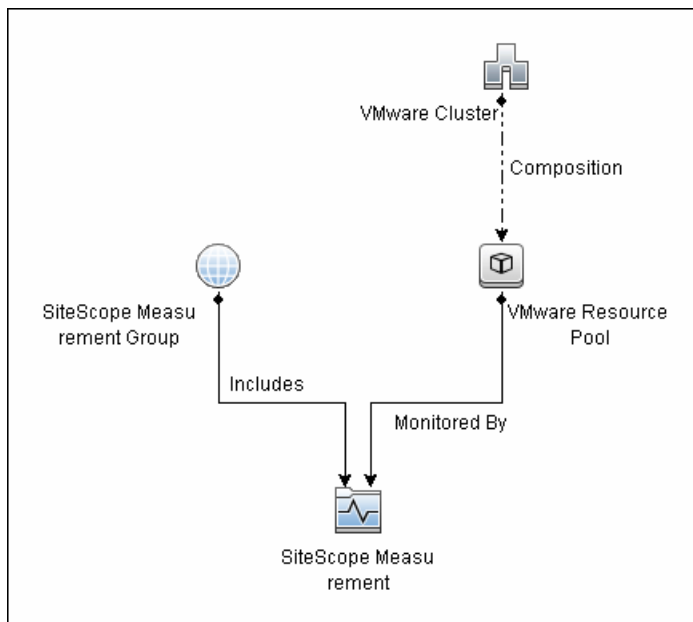 VMware Cluster
Composition
SiteScope Measu
rement Group
VMware Resource
Pool
Includes
Monitored By
SiteScope Measu
rement